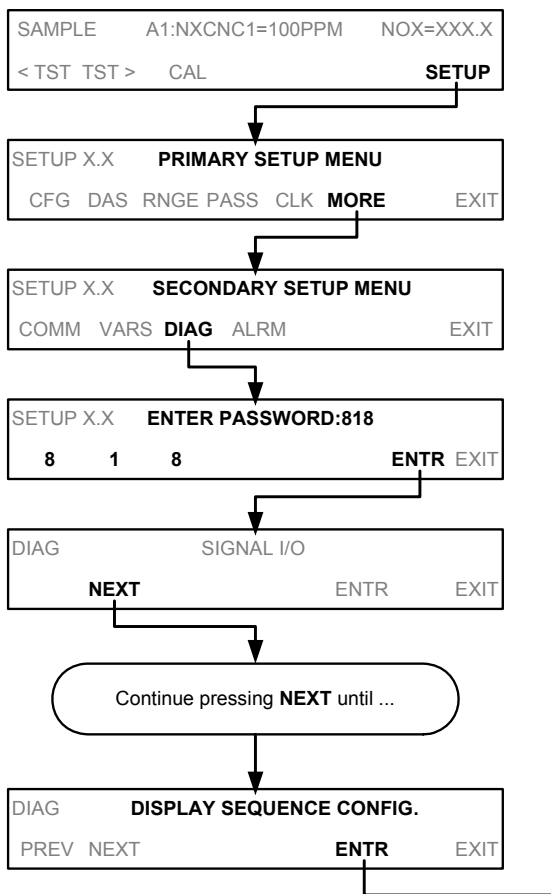 SAMPLE A1:NXCNC1=100PPM NOX=XXX.X
< TST TST > CAL SETUP
SETUP X.X PRIMARY SETUP MENU
CFG DAS RNGE PASS CLK MORE EXIT
SETUP X.X SECONDARY SETUP MENU
COMM VARS DIAG ALRM EXIT
SETUP X.X ENTER PASSWORD:818
8 1 8 ENTR EXIT
DIAG SIGNAL I/O
NEXT ENTR EXIT
Continue pressing NEXT until ...
DIAG DISPLAY SEQUENCE CONFIG.
PREV NEXT ENTR EXIT